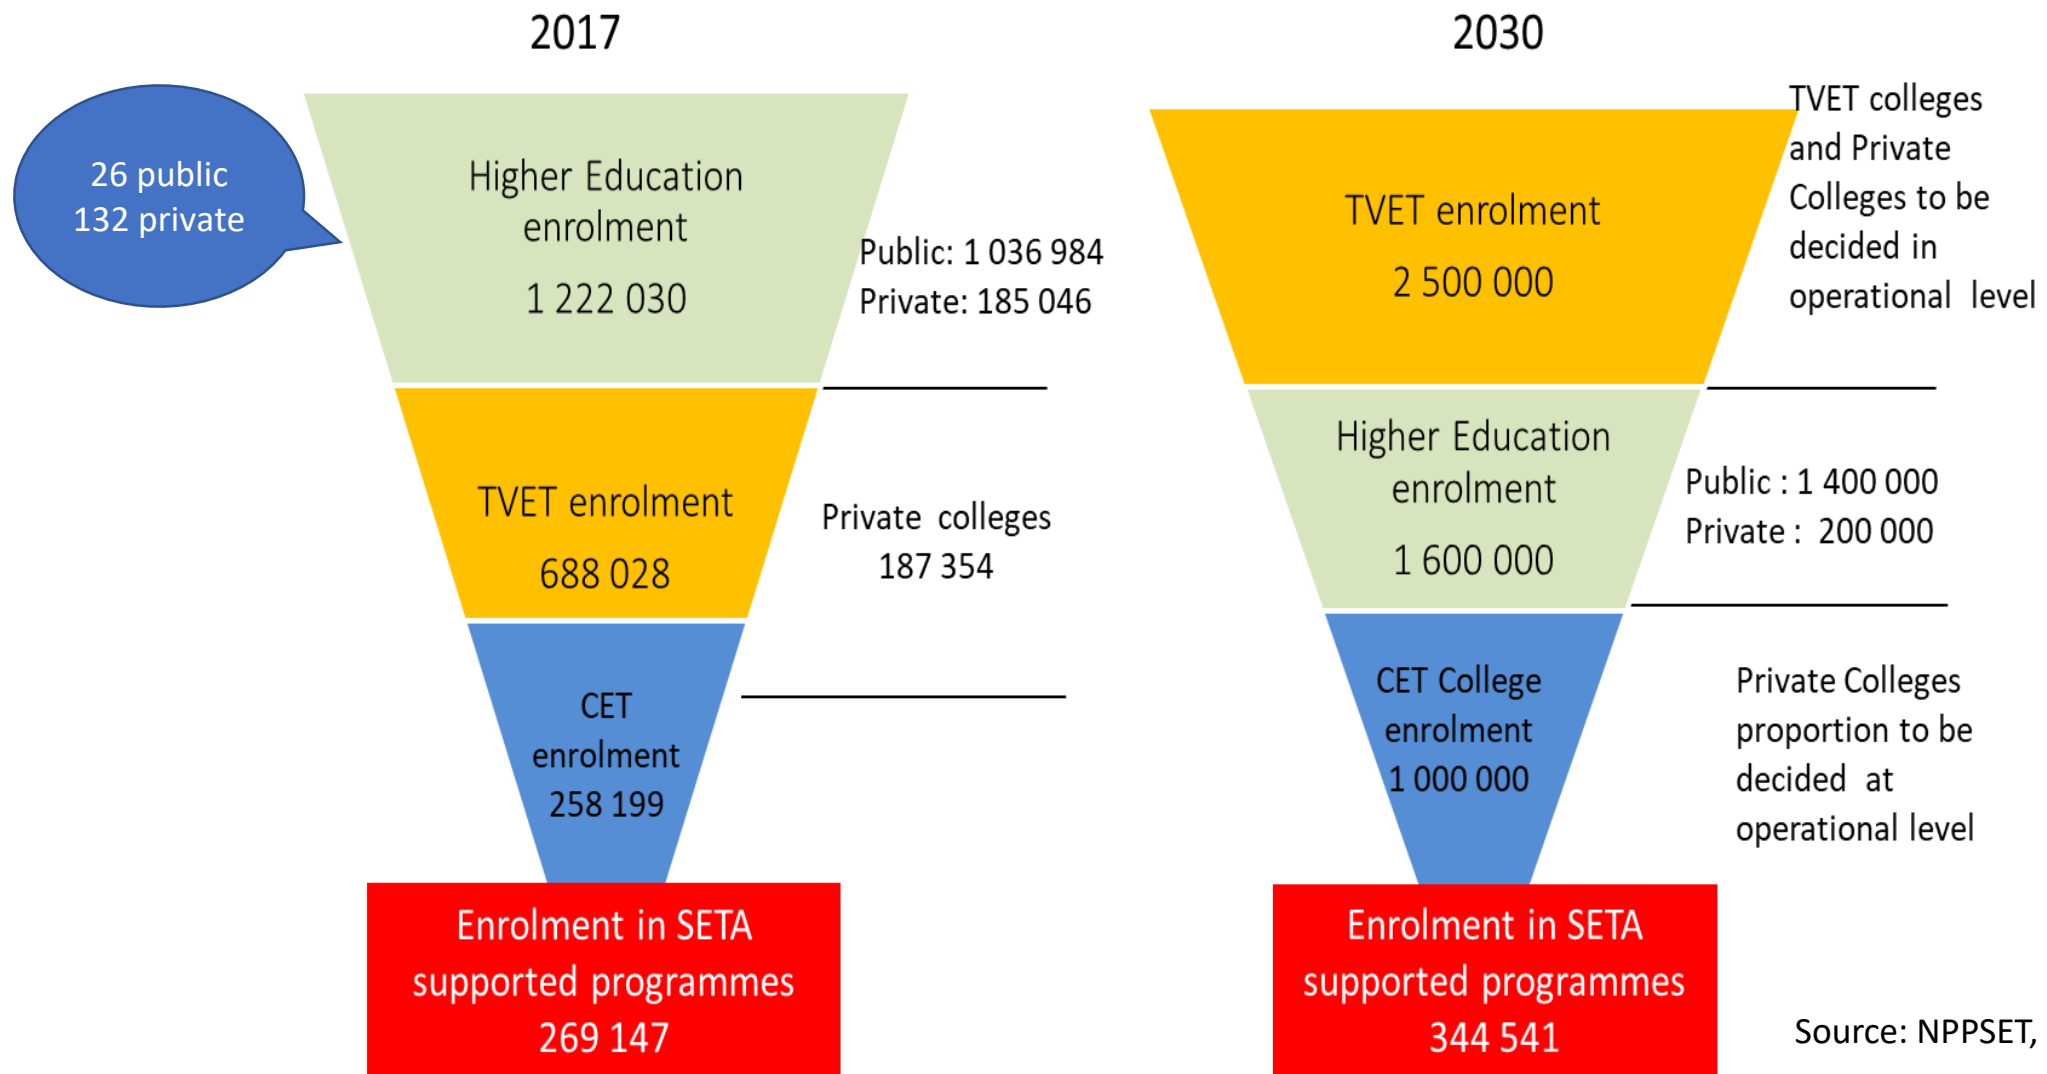 2017
26 public
132 private
Higher Education
enrolment
1 222 030
Public: 1 036 984
Private: 185 046
TVET enrolment
688 028
Private colleges
187 354
CET
enrolment
258 199
Enrolment in SETA
supported programmes
269 147
2030
TVET enrolment
2 500 000
TVET colleges
and Private
Colleges to be
decided in
operational level
Higher Education
enrolment
1 600 000
Public : 1 400 000
Private : 200 000
CET College
enrolment
1 000 000
Private Colleges
proportion to be
decided at
operational level
Enrolment in SETA
supported programmes
344 541
Source: NPPSET,